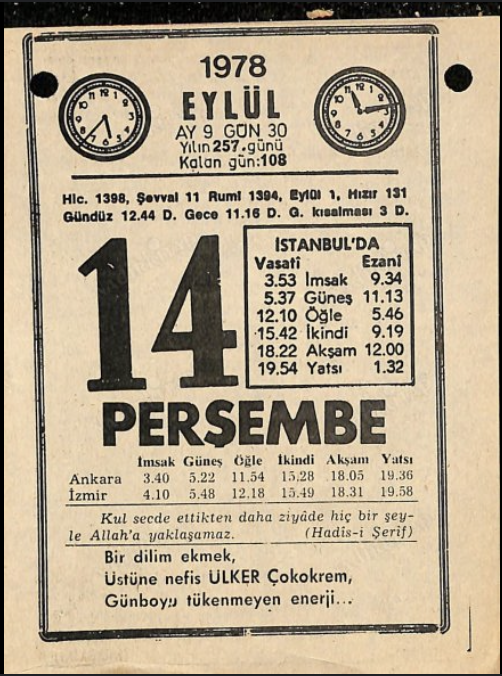 1978
EYLÜL
AY 9 GÜN 30
Yılın 257.günü
Kalan gün:108
Hic. 1398, Şevval 11 Rumî 1394, Eylûl 1, Hızır 131
Gündüz 12.44 D. Gece 11.16 D. G. kısalması 3 D.
14
İSTANBUL'DA
Vasatî Ezanî
3.53 İmsak 9.34
5.37 Güneş 11.13
12.10 Öğle 5.46
15.42 İkindi 9.19
18.22 Akşam 12.00
19.54 Yatsı 1.32
PERŞEMBE
İmsak Güneş Öğle İkindi Akşam Yatsı
Ankara 3.40 5.22 11.54 15.28 18.05 19.36
İzmir 4.10 5.48 12.18 15.49 18.31 19.58
Kul secde ettikten daha ziyâde hiç bir şey-
le Allah'a yaklaşamaz. (Hadîs-i Şerif)
Bir dilim ekmek,
Üstüne nefis ÜLKER Çokokrem,
Günboyu tükenmeyen enerji...